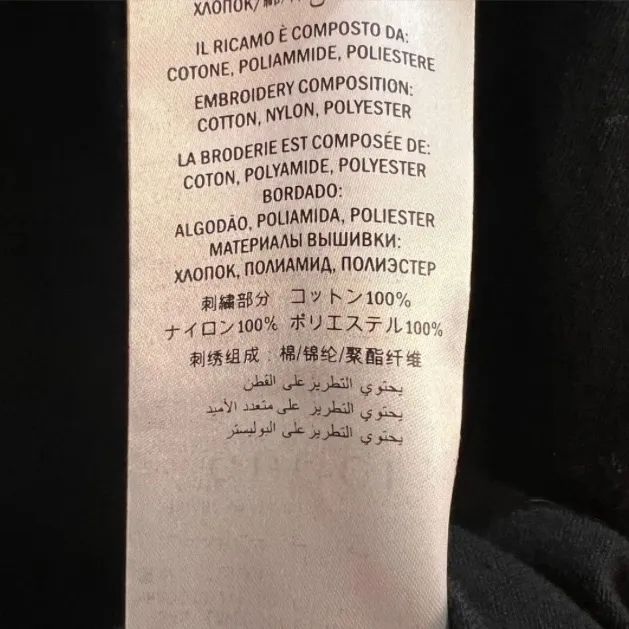 ХЛОПОК/棉/
IL RICAMO È COMPOSTO DA:
COTONE, POLIAMMIDE, POLIESTERE
EMBROIDERY COMPOSITION:
COTTON, NYLON, POLYESTER
LA BRODERIE EST COMPOSÉE DE:
COTON, POLYAMIDE, POLYESTER
BORDADO:
ALGODÃO, POLIAMIDA, POLIESTER
МАТЕРИАЛЫ ВЫШИВКИ:
ХЛОПОК, ПОЛИАМИД, ПОЛИЭСТЕР
刺繍部分 コットン100%
ナイロン100% ポリエステル100%
刺绣组成：棉/锦纶/聚酯纤维
يحتوي التطريز على القطن
يحتوي التطريز على متعدد الأميد
يحتوي التطريز على البوليستر